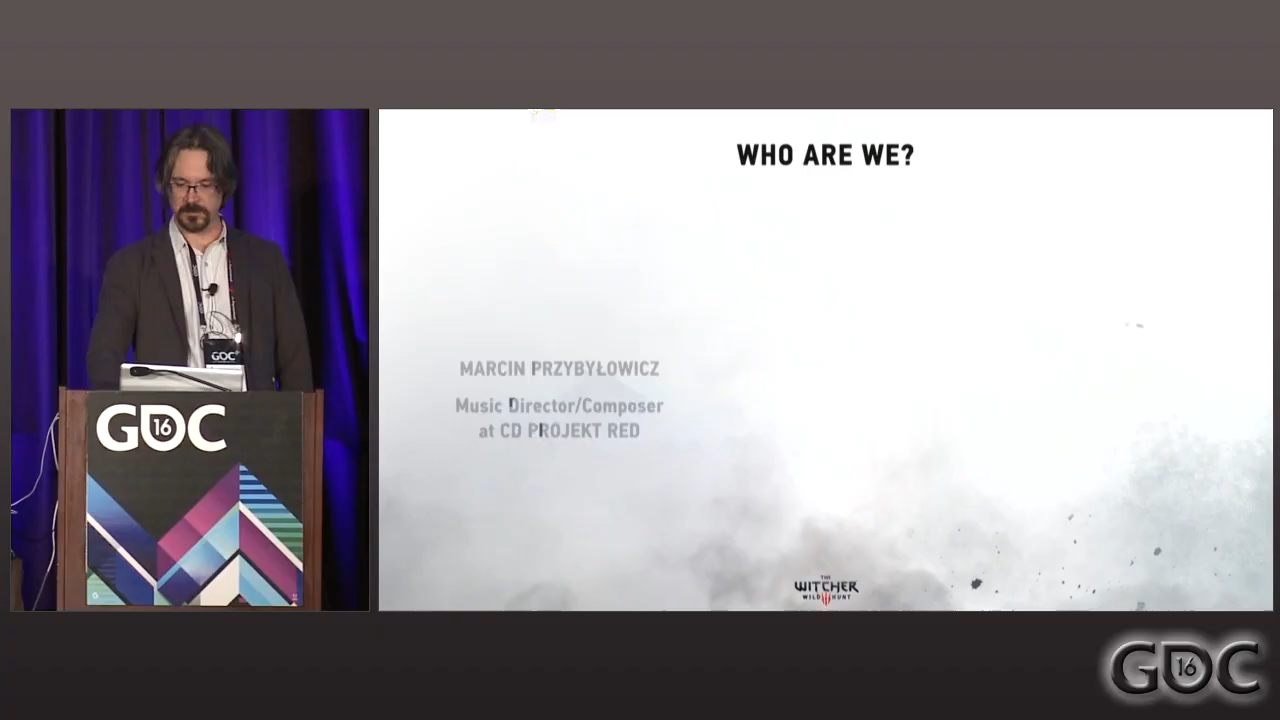 WHO ARE WE?
MARCIN PRZYBYŁOWICZ
Music Director/Composer
at CD PROJEKT RED
THE
WITCHER
WILD HUNT
GDC
GDC 16
GDC 16